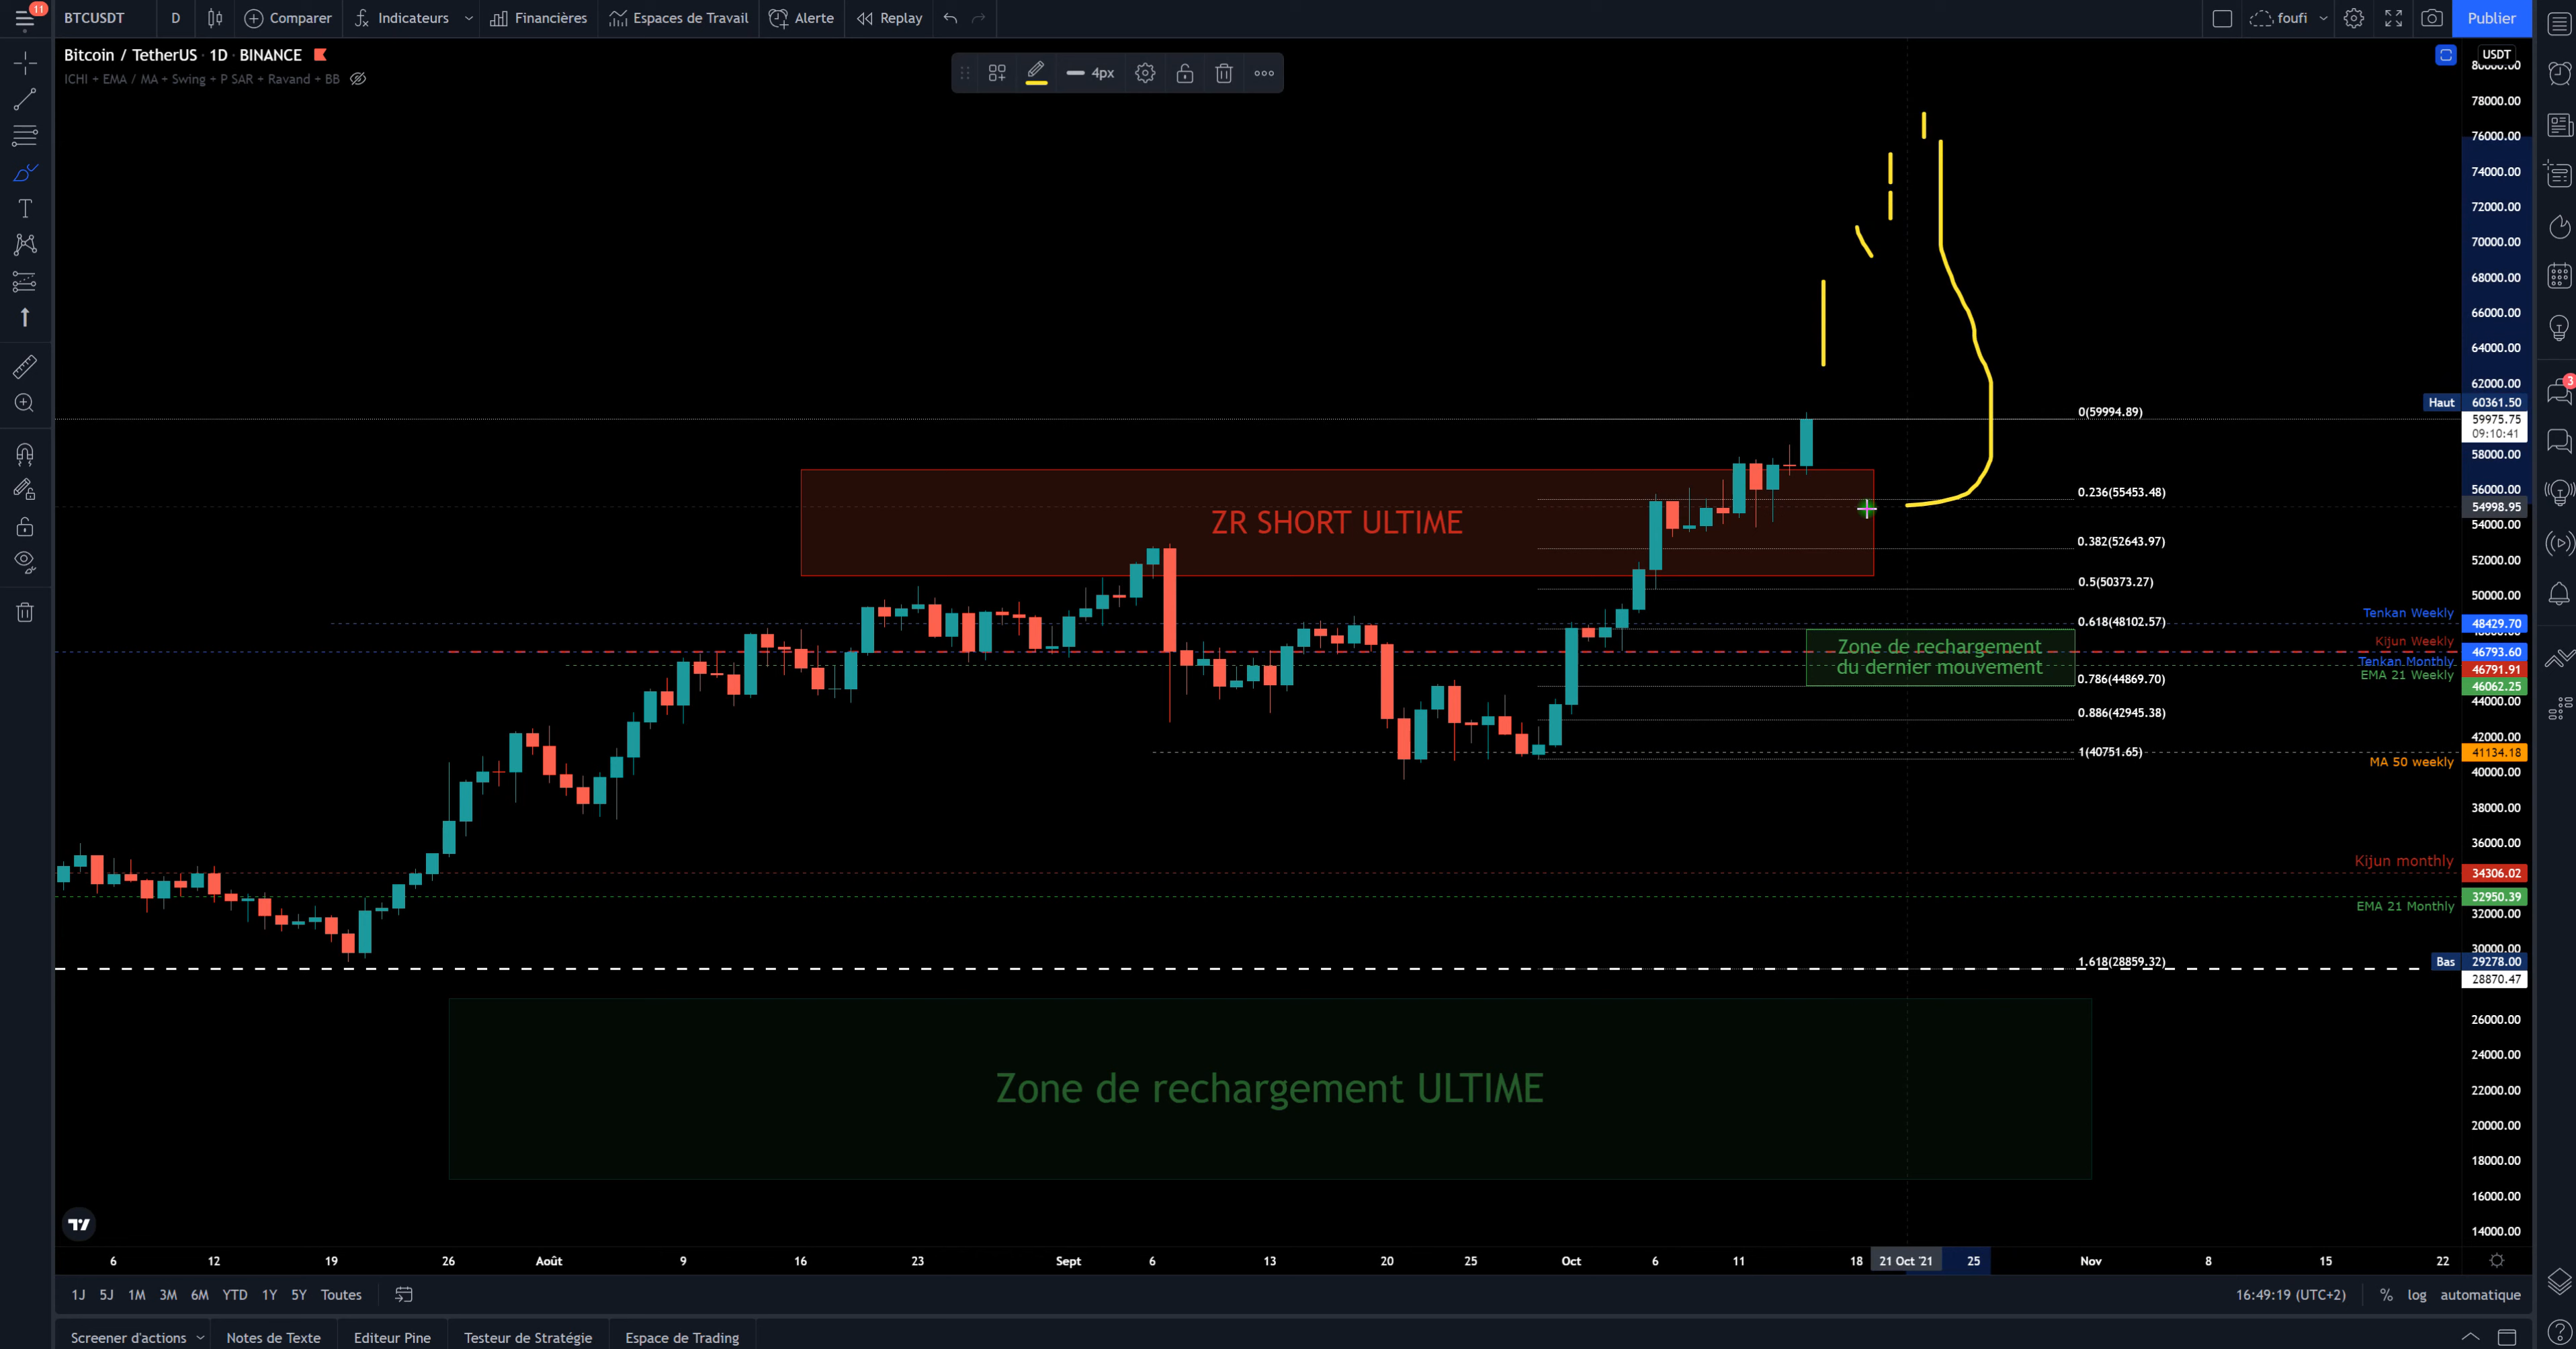 11
BTCUSDT D Comparer Indicateurs Financières Espaces de Travail Alerte Replay foufi Publier
Bitcoin / TetherUS · 1D · BINANCE
ICHI + EMA / MA + Swing + P SAR + Ravand + BB
4px
USDT
80000.00
78000.00
76000.00
74000.00
72000.00
70000.00
68000.00
66000.00
64000.00
62000.00
Haut 60361.50
0(59994.89)
59975.75
09:10:41
58000.00
56000.00
0.236(55453.48)
54998.95
54000.00
ZR SHORT ULTIME
0.382(52643.97)
52000.00
0.5(50373.27)
50000.00
Tenkan Weekly
0.618(48102.57)
48429.70
48000.00
Kijun Weekly
Zone de rechargement
du dernier mouvement
46793.60
Tenkan Monthly
46791.91
EMA 21 Weekly
0.786(44869.70)
46062.25
44000.00
0.886(42945.38)
42000.00
1(40751.65)
41134.18
MA 50 weekly
40000.00
38000.00
36000.00
Kijun monthly
34306.02
32950.39
EMA 21 Monthly
32000.00
30000.00
1.618(28859.32)
Bas 29278.00
28870.47
26000.00
24000.00
Zone de rechargement ULTIME
22000.00
20000.00
18000.00
16000.00
14000.00
3
6 12 19 26 Août 9 16 23 Sept 6 13 20 25 Oct 6 11 18 21 Oct '21 25 Nov 8 15 22
1J 5J 1M 3M 6M YTD 1Y 5Y Toutes 16:49:19 (UTC+2) % log automatique
Screener d'actions Notes de Texte Editeur Pine Testeur de Stratégie Espace de Trading